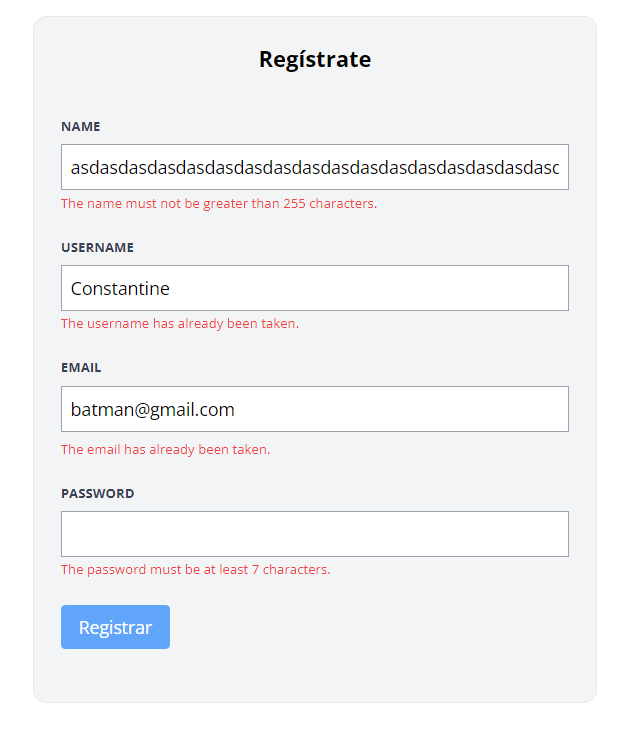 Regístrate
NAME
asdasdasdasdasdasdasdasdasdasdasdasdasdasdasdasdasc
The name must not be greater than 255 characters.
USERNAME
Constantine
The username has already been taken.
EMAIL
batman@gmail.com
The email has already been taken.
PASSWORD
The password must be at least 7 characters.
Registrar